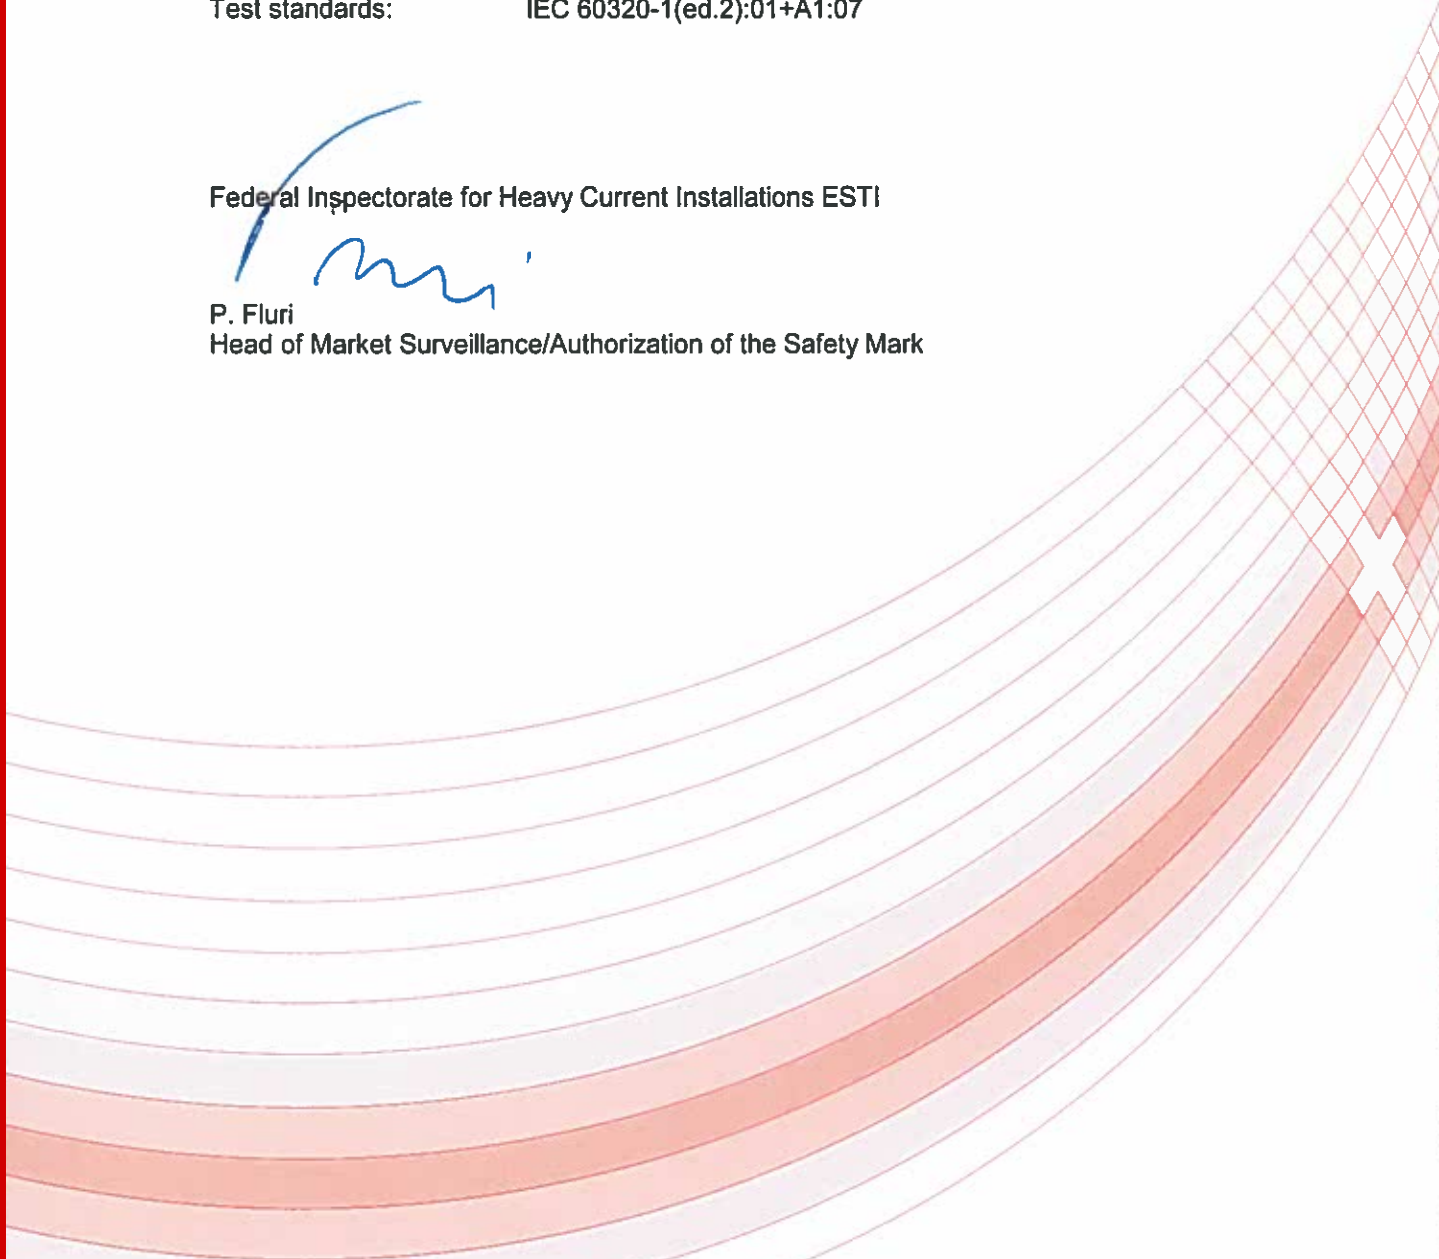 Test standards: IEC 60320-1(ed.2):01+A1:07
Federal Inspectorate for Heavy Current Installations ESTI
P. Fluri
Head of Market Surveillance/Authorization of the Safety Mark